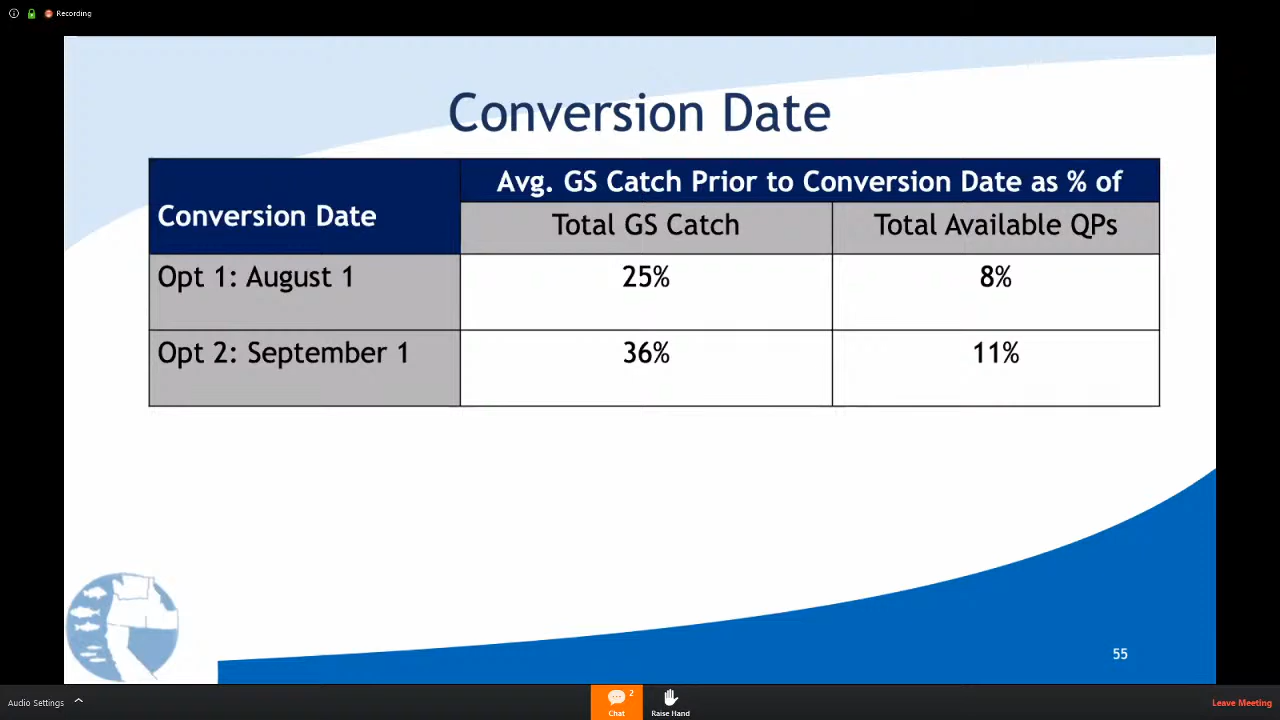 Recording
Conversion Date
Conversion Date
Avg. GS Catch Prior to Conversion Date as % of
Total GS Catch
Total Available QPs
Opt 1: August 1
25%
8%
Opt 2: September 1
36%
11%
55
Audio Settings
2
Chat
Raise Hand
Leave Meeting